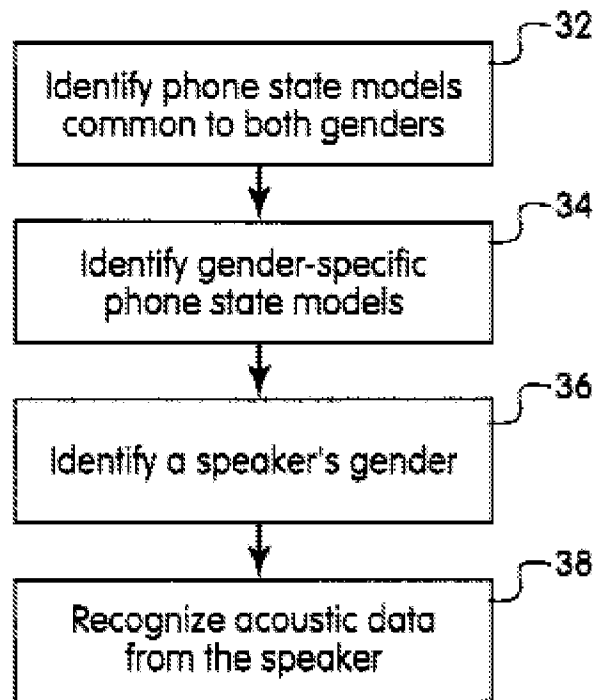 32
Identify phone state models
common to both genders
34
Identify gender-specific
phone state models
36
Identify a speaker's gender
38
Recognize acoustic data
from the speaker